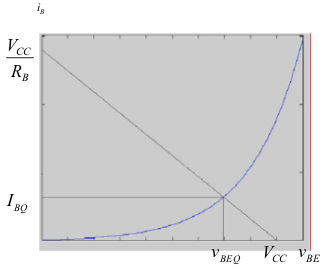 i_B
V_CC
R_B
I_BQ
v_BEQ V_CC v_BE